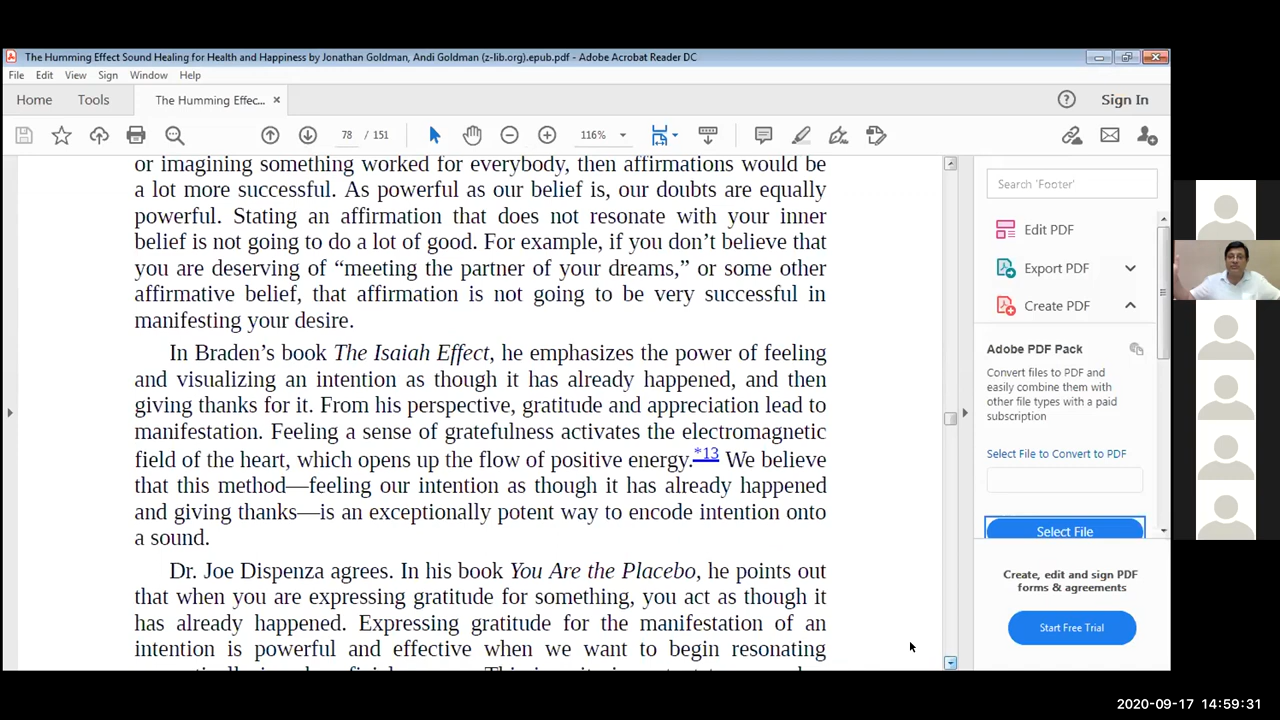 The Humming Effect Sound Healing for Health and Happiness by Jonathan Goldman, Andi Goldman (z-lib.org).epub.pdf - Adobe Acrobat Reader DC
File Edit View Sign Window Help
Home Tools The Humming Effec... × Sign In
78 / 151 116%
or imagining something worked for everybody, then affirmations would be
a lot more successful. As powerful as our belief is, our doubts are equally
powerful. Stating an affirmation that does not resonate with your inner
belief is not going to do a lot of good. For example, if you don’t believe that
you are deserving of “meeting the partner of your dreams,” or some other
affirmative belief, that affirmation is not going to be very successful in
manifesting your desire.
In Braden’s book The Isaiah Effect, he emphasizes the power of feeling
and visualizing an intention as though it has already happened, and then
giving thanks for it. From his perspective, gratitude and appreciation lead to
manifestation. Feeling a sense of gratefulness activates the electromagnetic
field of the heart, which opens up the flow of positive energy.*13 We believe
that this method—feeling our intention as though it has already happened
and giving thanks—is an exceptionally potent way to encode intention onto
a sound.
Dr. Joe Dispenza agrees. In his book You Are the Placebo, he points out
that when you are expressing gratitude for something, you act as though it
has already happened. Expressing gratitude for the manifestation of an
intention is powerful and effective when we want to begin resonating
Search 'Footer'
Edit PDF
Export PDF
Create PDF
Adobe PDF Pack
Convert files to PDF and
easily combine them with
other file types with a paid
subscription
Select File to Convert to PDF
Select File
Create, edit and sign PDF
forms & agreements
Start Free Trial
2020-09-17 14:59:31